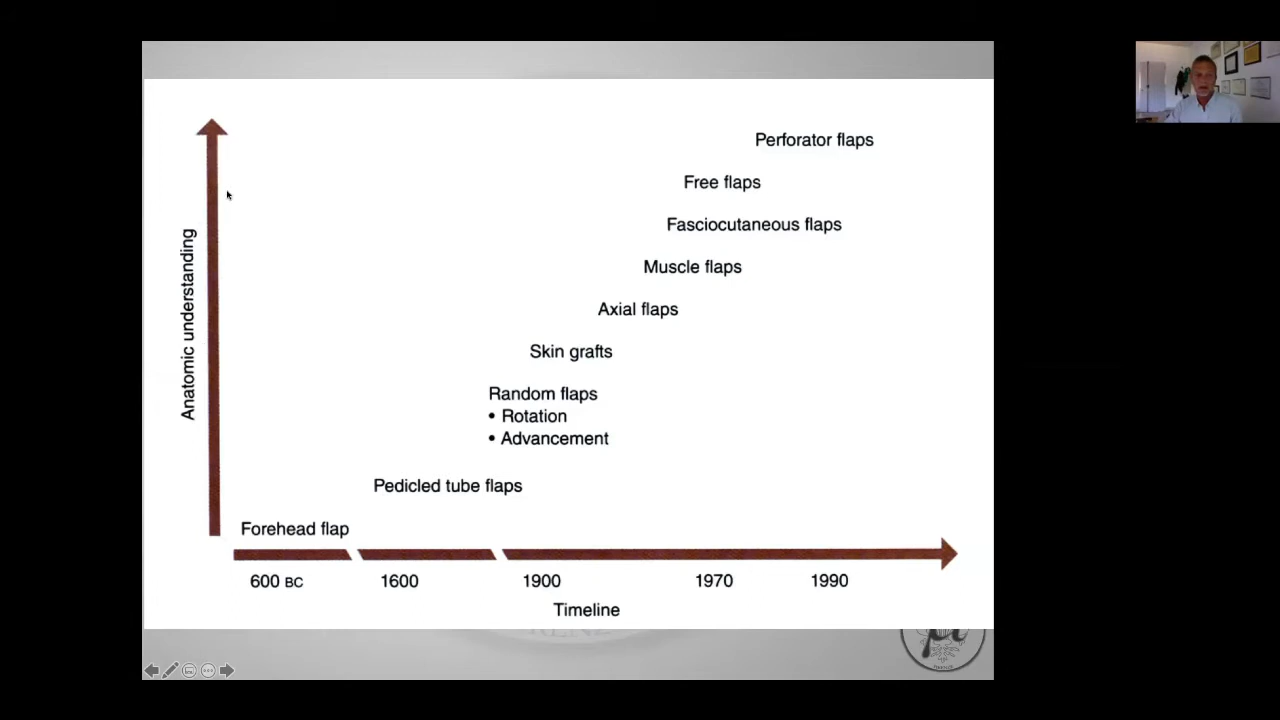 Perforator flaps
Free flaps
Fasciocutaneous flaps
Muscle flaps
Axial flaps
Skin grafts
Random flaps
• Rotation
• Advancement
Pedicled tube flaps
Forehead flap
Anatomic understanding
600 BC
1600
1900
1970
1990
Timeline